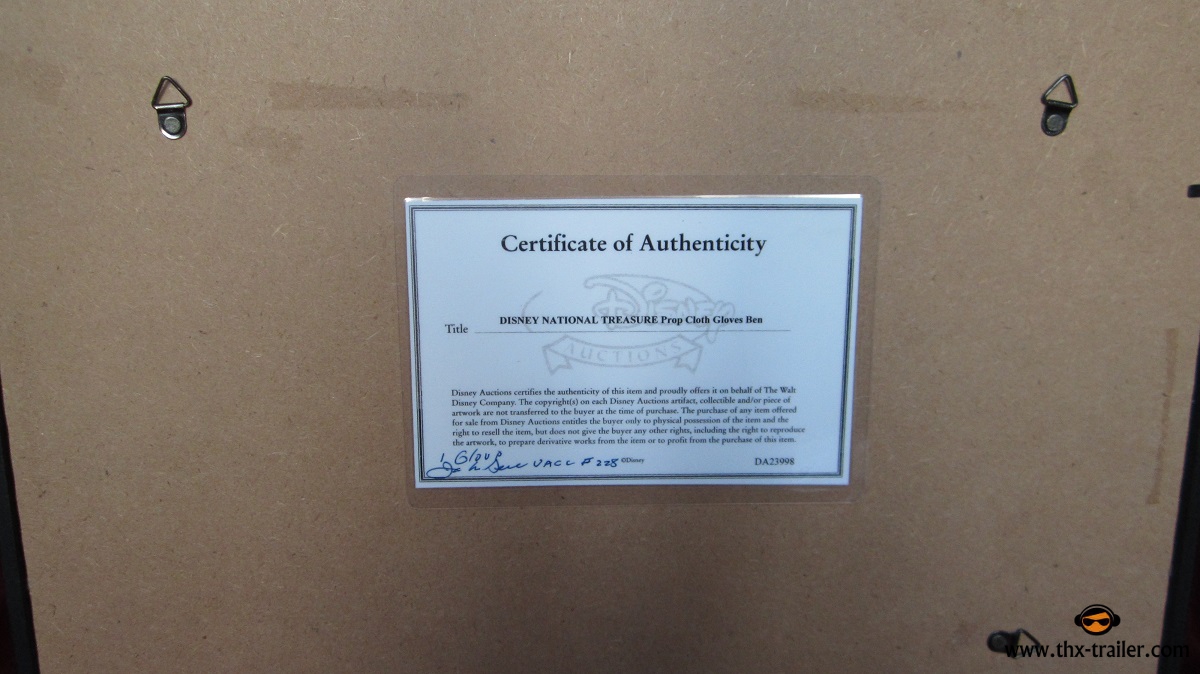 Certificate of Authenticity
Disney
AUCTIONS
Title DISNEY NATIONAL TREASURE Prop Cloth Gloves Ben
Disney Auctions certifies the authenticity of this item and proudly offers it on behalf of The Walt
Disney Company. The copyright(s) on each Disney Auctions artifact, collectible and/or piece of
artwork are not transferred to the buyer at the time of purchase. The purchase of any item offered
for sale from Disney Auctions entitles the buyer only to physical possession of the item and the
right to resell the item, but does not give the buyer any other rights, including the right to reproduce
the artwork, to prepare derivative works from the item or to profit from the purchase of this item.
1 Glove
UACC # 228 ©Disney DA23998
www.thx-trailer.com